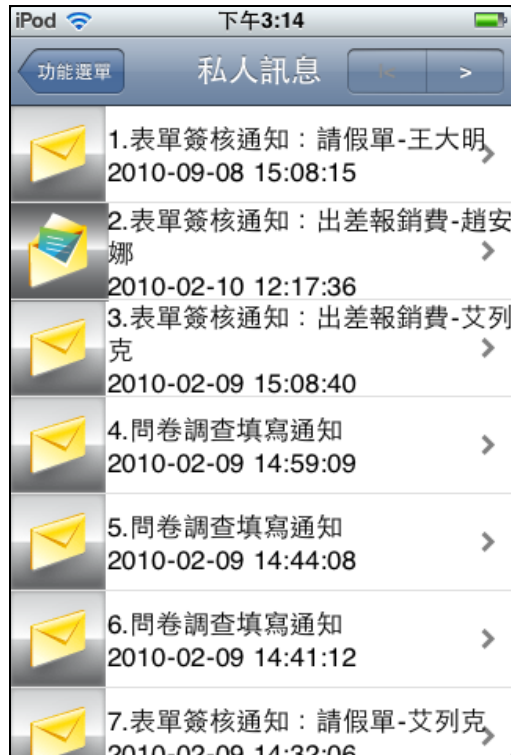 iPod 下午3:14
功能選單 私人訊息 >
1.表單簽核通知：請假單-王大明
2010-09-08 15:08:15
2.表單簽核通知：出差報銷費-趙安
娜
2010-02-10 12:17:36
3.表單簽核通知：出差報銷費-艾列
克
2010-02-09 15:08:40
4.問卷調查填寫通知
2010-02-09 14:59:09
5.問卷調查填寫通知
2010-02-09 14:44:08
6.問卷調查填寫通知
2010-02-09 14:41:12
7.表單簽核通知：請假單-艾列克
2010-02-09 14:32:06